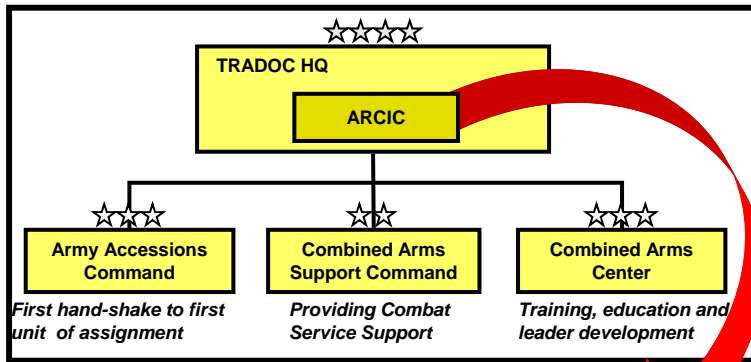 TRADOC HQ
ARCIC
Army Accessions
Command
Combined Arms
Support Command
Combined Arms
Center
First hand-shake to first
unit of assignment
Providing Combat
Service Support
Training, education and
leader development